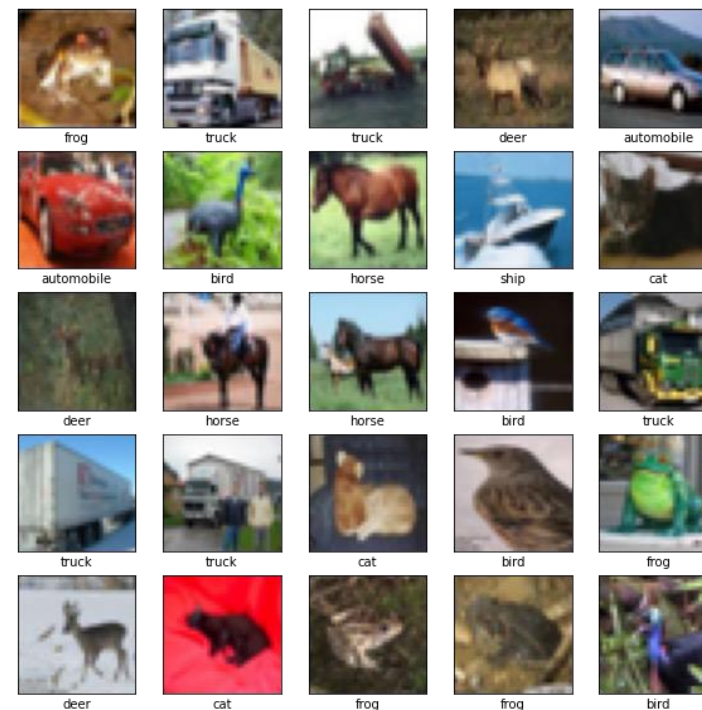 frog truck truck deer automobile
automobile bird horse ship cat
deer horse horse bird truck
truck truck cat bird frog
deer cat frog frog bird